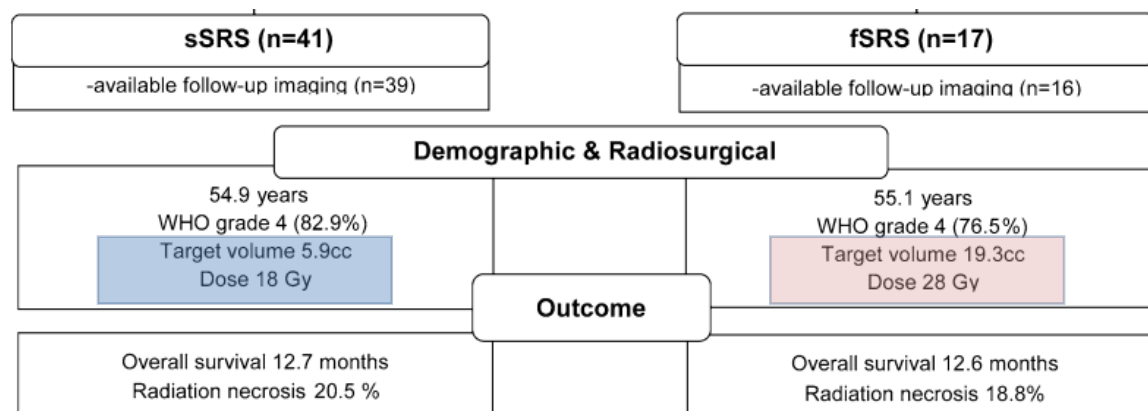 sSRS (n=41)
-available follow-up imaging (n=39)
fSRS (n=17)
-available follow-up imaging (n=16)
Demographic & Radiosurgical
54.9 years
WHO grade 4 (82.9%)
Target volume 5.9cc
Dose 18 Gy
55.1 years
WHO grade 4 (76.5%)
Target volume 19.3cc
Dose 28 Gy
Outcome
Overall survival 12.7 months
Radiation necrosis 20.5 %
Overall survival 12.6 months
Radiation necrosis 18.8%